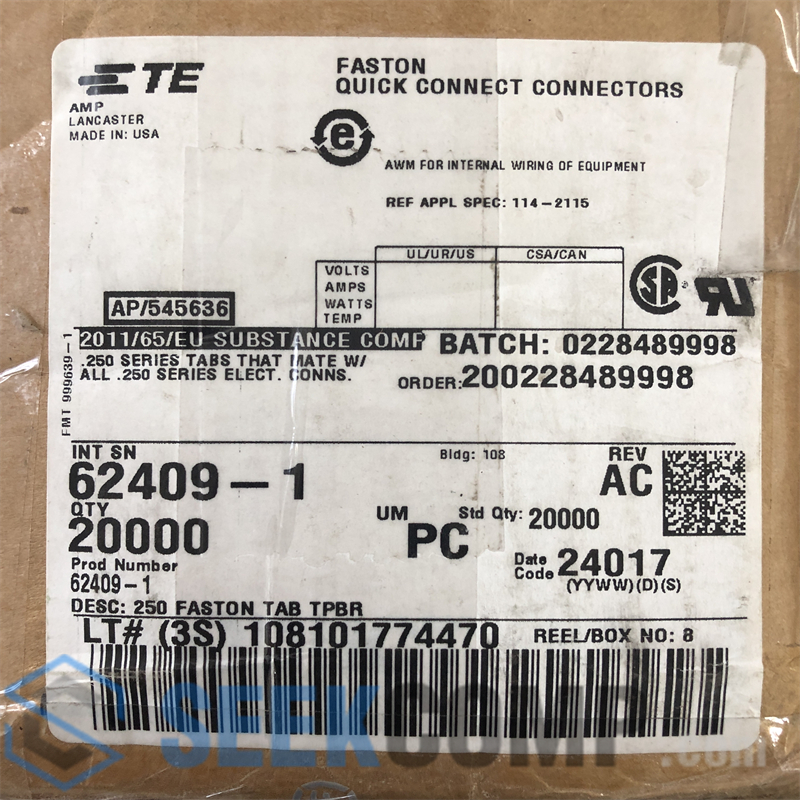 TE
FASTON
QUICK CONNECT CONNECTORS
AMP
LANCASTER
MADE IN: USA
e
AWM FOR INTERNAL WIRING OF EQUIPMENT
REF APPL SPEC: 114-2115
UL/UR/US CSA/CAN
VOLTS
AMPS
WATTS
TEMP
AP/545636
2011/65/EU SUBSTANCE COMP
BATCH: 0228489998
.250 SERIES TABS THAT MATE W/
ALL .250 SERIES ELECT. CONNS.
ORDER:200228489998
FMT 999639-1
INT SN
62409-1
Bldg: 108
REV
AC
QTY
20000
UM
PC
Std Qty: 20000
Prod Number
62409-1
Date
Code 24017
(YYWW)(D)(S)
DESC: 250 FASTON TAB TPBR
LT# (3S) 108101774470
REEL/BOX NO: 8
SEEKCOMP.com